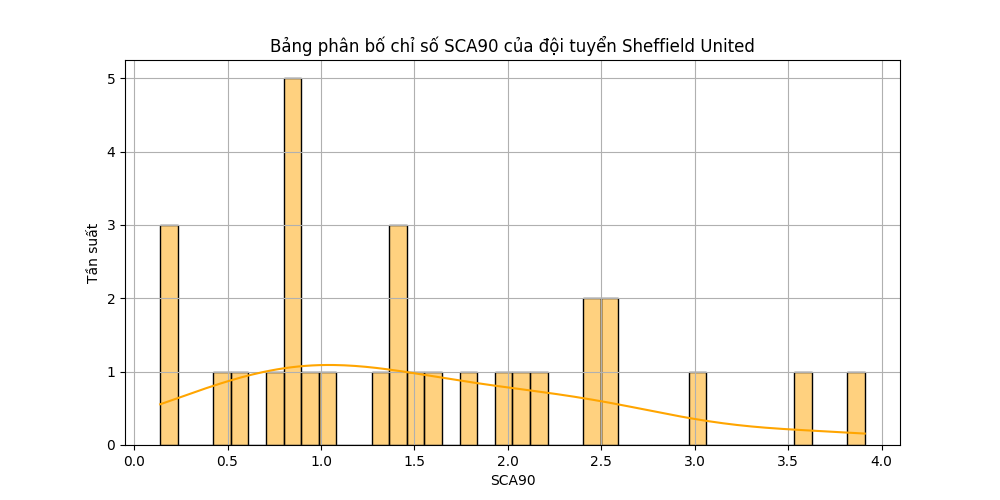 Bảng phân bố chỉ số SCA90 của đội tuyển Sheffield United
Tần suất
5
4
3
2
1
0
0.0 0.5 1.0 1.5 2.0 2.5 3.0 3.5 4.0
SCA90